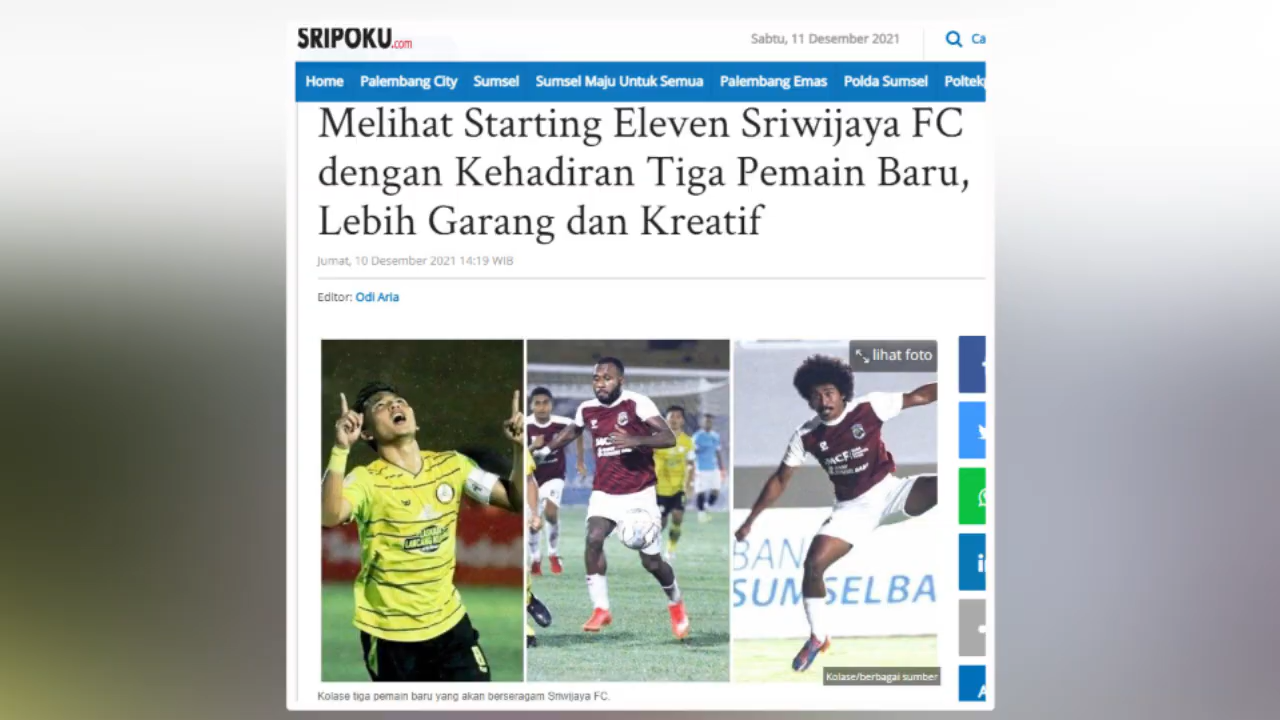 SRIPOKU.com
Sabtu, 11 Desember 2021
Ca
Home Palembang City Sumsel Sumsel Maju Untuk Semua Palembang Emas Polda Sumsel Poltek
Melihat Starting Eleven Sriwijaya FC
dengan Kehadiran Tiga Pemain Baru,
Lebih Garang dan Kreatif
Jumat, 10 Desember 2021 14:19 WIB
Editor: Odi Aria
lihat foto
BAN
SUMSELBA
Kolase/berbagai sumber
Kolase tiga pemain baru yang akan berseragam Sriwijaya FC.